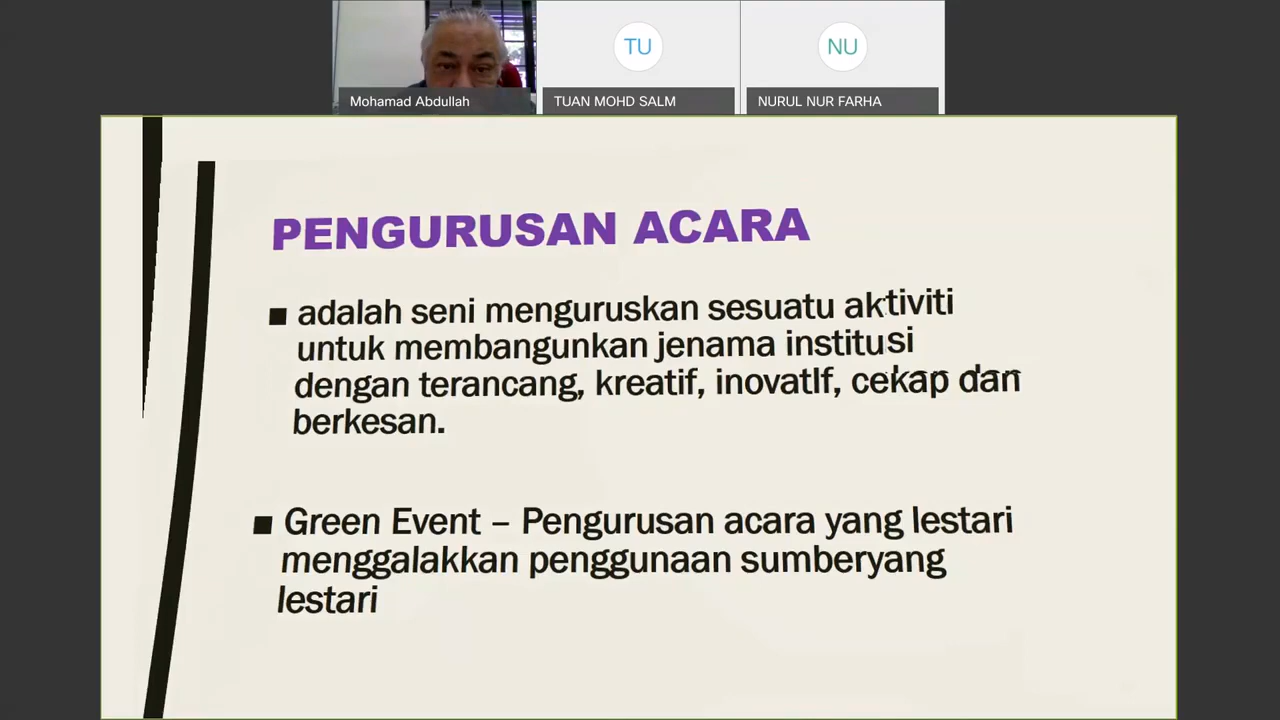 TU
NU
Mohamad Abdullah
TUAN MOHD SALM
NURUL NUR FARHA
PENGURUSAN ACARA
■ adalah seni menguruskan sesuatu aktiviti
untuk membangunkan jenama institusi
dengan terancang, kreatif, inovatIf, cekap dan
berkesan.
■ Green Event – Pengurusan acara yang lestari
menggalakkan penggunaan sumberyang
lestari